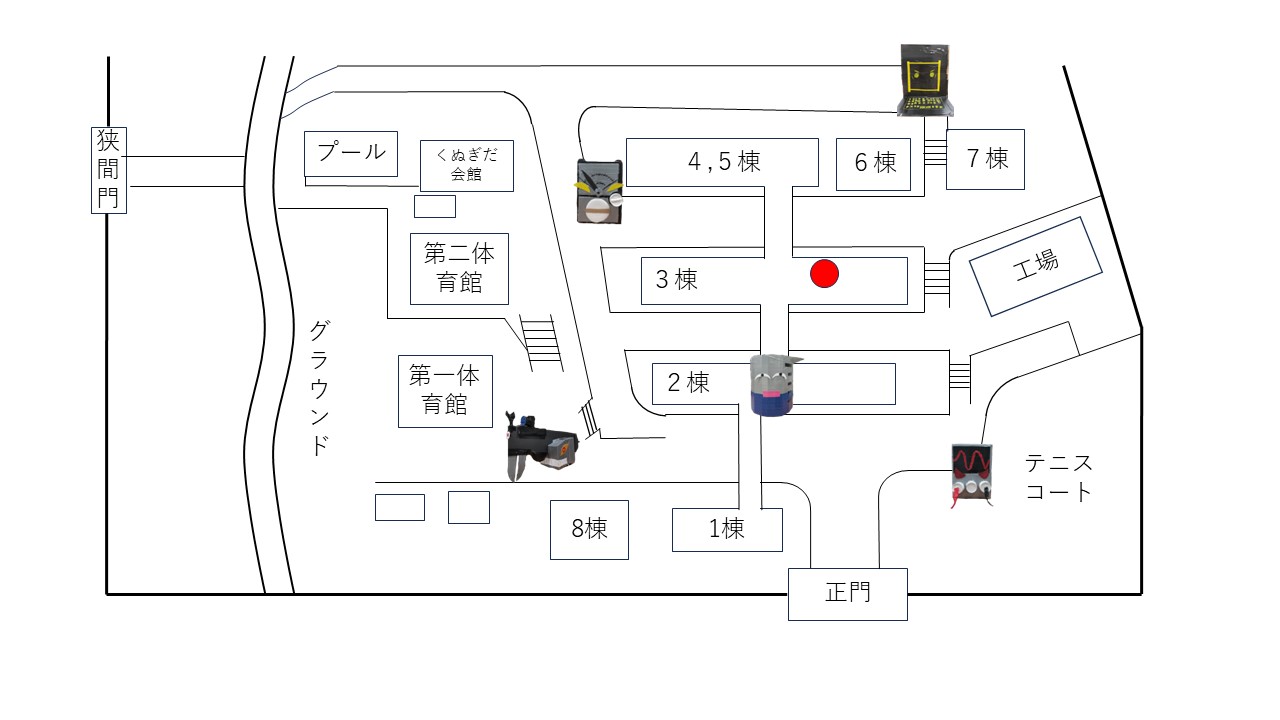 狭間門
プール
くぬぎだ
会館
4,5棟
6棟
7棟
第二体
育館
3棟
工場
グラウンド
第一体
育館
2棟
テニス
コート
8棟
1棟
正門